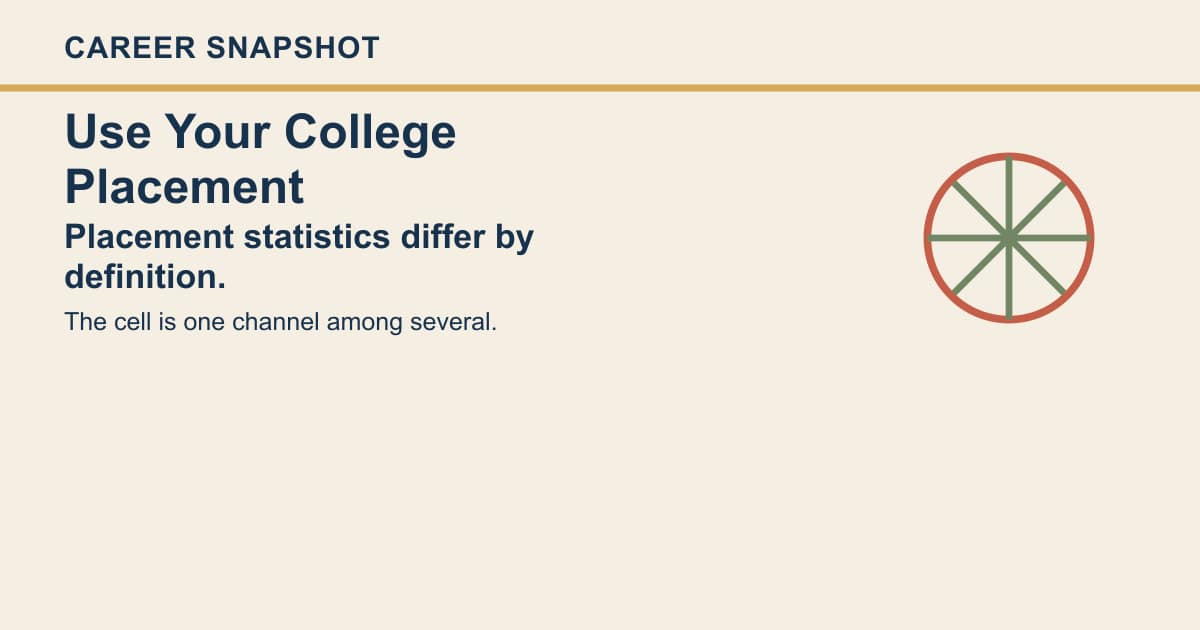 CAREER SNAPSHOT
Use Your College
Placement
Placement statistics differ by
definition.
The cell is one channel among several.